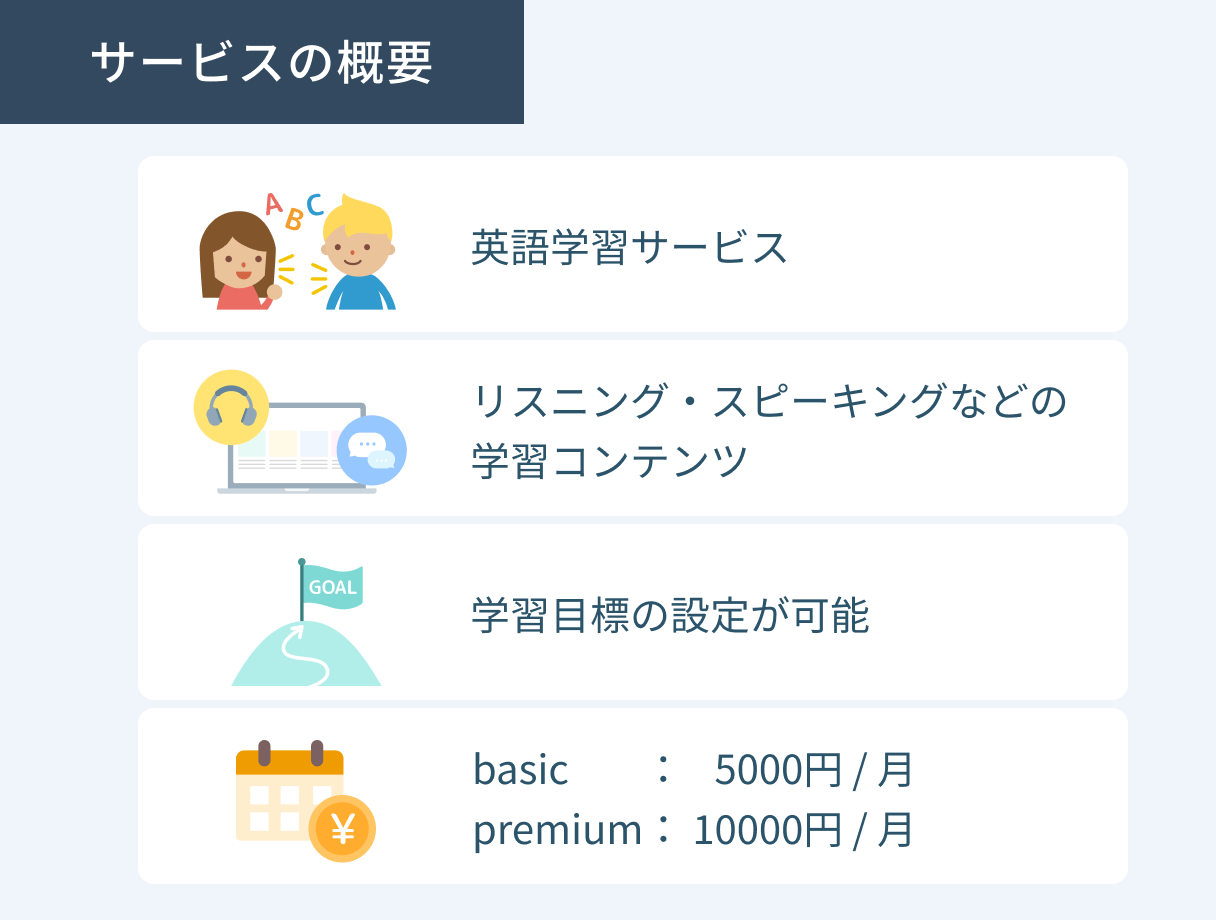 サービスの概要
A B C
英語学習サービス
リスニング・スピーキングなどの
学習コンテンツ
GOAL
学習目標の設定が可能
basic : 5000円 / 月
premium : 10000円 / 月
¥